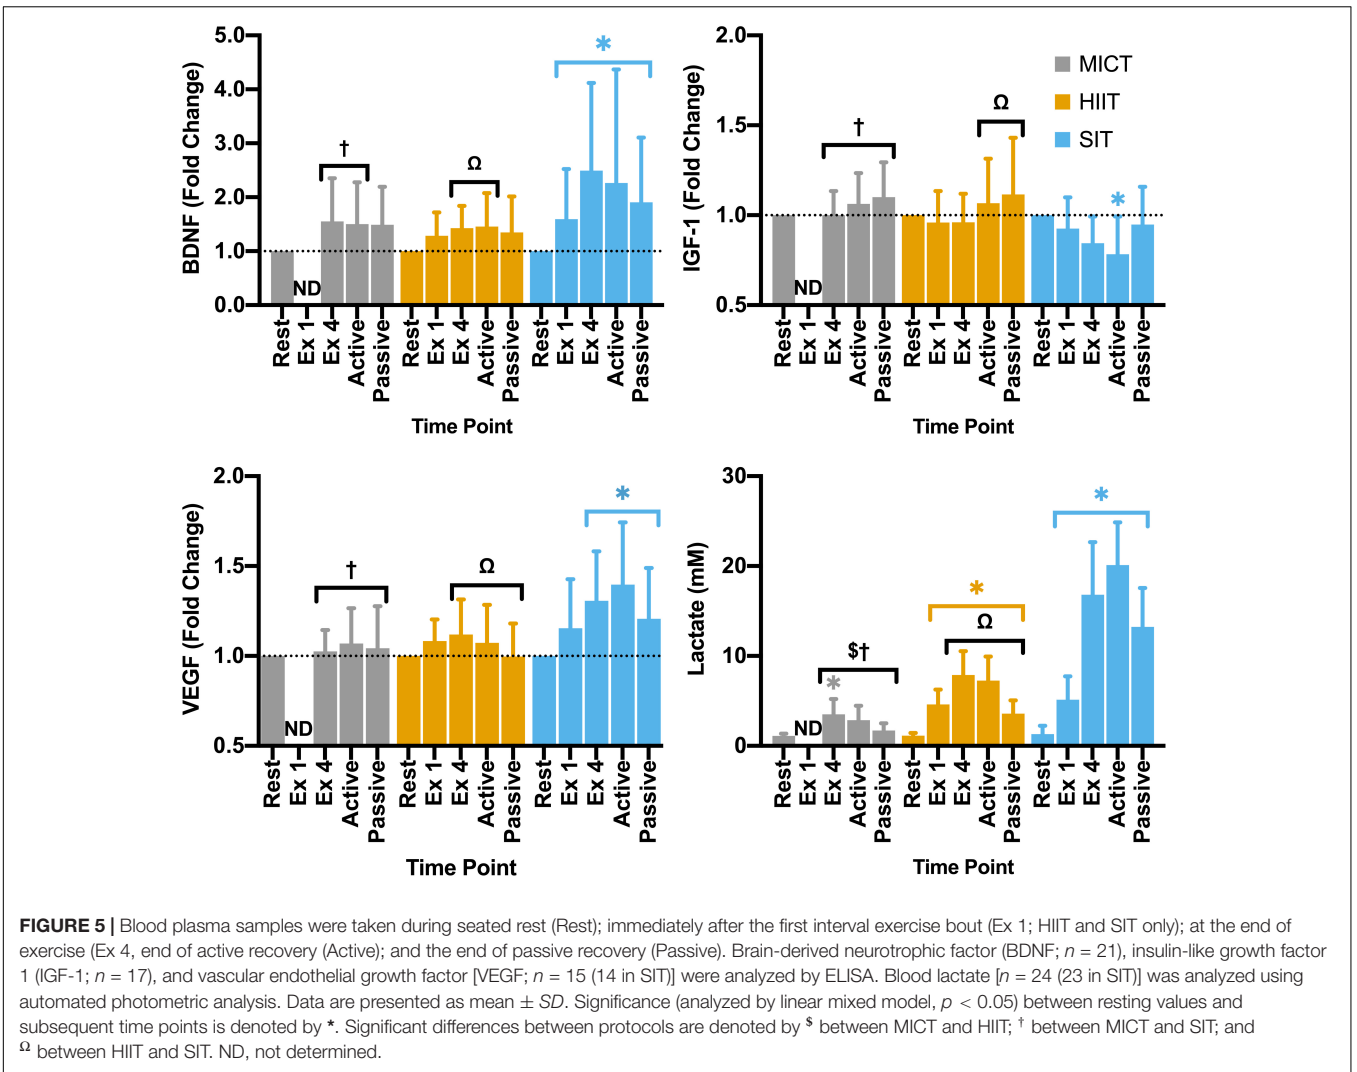 BDNF (Fold Change)
5.0
4.0
3.0
2.0
1.0
0.0
†
Ω
*
ND
Rest
Ex 1
Ex 4
Active
Passive
Rest
Ex 1
Ex 4
Active
Passive
Rest
Ex 1
Ex 4
Active
Passive
Time Point
IGF-1 (Fold Change)
2.0
1.5
1.0
0.5
†
Ω
*
ND
MICT
HIIT
SIT
Rest
Ex 1
Ex 4
Active
Passive
Rest
Ex 1
Ex 4
Active
Passive
Rest
Ex 1
Ex 4
Active
Passive
Time Point
VEGF (Fold Change)
2.0
1.5
1.0
0.5
†
Ω
*
ND
Rest
Ex 1
Ex 4
Active
Passive
Rest
Ex 1
Ex 4
Active
Passive
Rest
Ex 1
Ex 4
Active
Passive
Time Point
Lactate (mM)
30
20
10
0
$†
*
*
Ω
*
ND
Rest
Ex 1
Ex 4
Active
Passive
Rest
Ex 1
Ex 4
Active
Passive
Rest
Ex 1
Ex 4
Active
Passive
Time Point
FIGURE 5 | Blood plasma samples were taken during seated rest (Rest); immediately after the first interval exercise bout (Ex 1; HIIT and SIT only); at the end of
exercise (Ex 4, end of active recovery (Active); and the end of passive recovery (Passive). Brain-derived neurotrophic factor (BDNF; n = 21), insulin-like growth factor
1 (IGF-1; n = 17), and vascular endothelial growth factor [VEGF; n = 15 (14 in SIT)] were analyzed by ELISA. Blood lactate [n = 24 (23 in SIT)] was analyzed using
automated photometric analysis. Data are presented as mean ± SD. Significance (analyzed by linear mixed model, p < 0.05) between resting values and
subsequent time points is denoted by *. Significant differences between protocols are denoted by $ between MICT and HIIT; † between MICT and SIT; and
Ω between HIIT and SIT. ND, not determined.